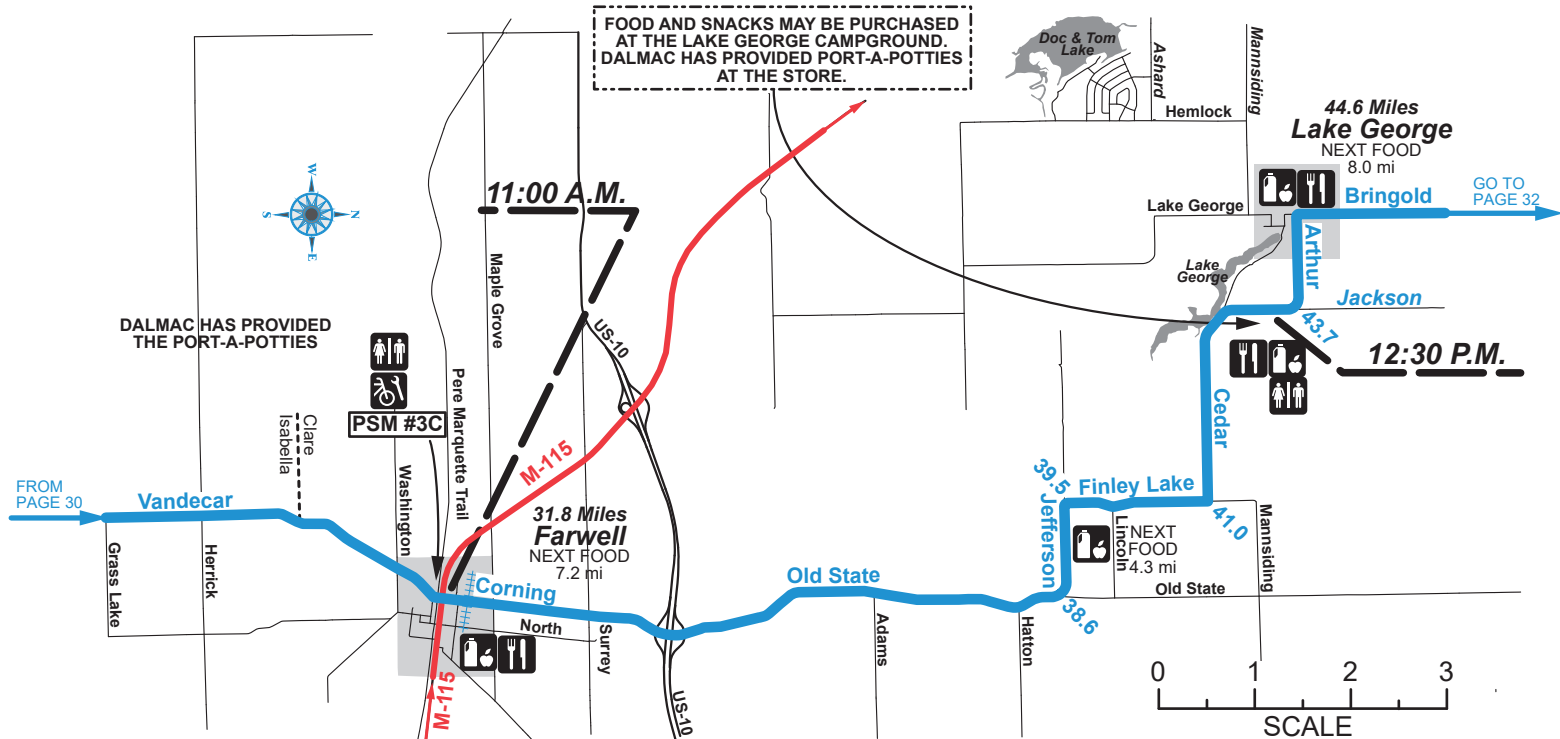 FOOD AND SNACKS MAY BE PURCHASED
AT THE LAKE GEORGE CAMPGROUND.
DALMAC HAS PROVIDED PORT-A-POTTIES
AT THE STORE.
Doc & Tom
Lake
Ashard
Mannsiding
Hemlock
44.6 Miles
Lake George
NEXT FOOD
8.0 mi
Lake George
Bringold
GO TO
PAGE 32
Arthur
Lake
George
Jackson
43.7
12:30 P.M.
11:00 A.M.
W
S
N
E
Maple Grove
US-10
DALMAC HAS PROVIDED
THE PORT-A-POTTIES
PSM #3C
Pere Marquette Trail
Clare
Isabella
Washington
M-115
Cedar
FROM
PAGE 30
Vandecar
Grass Lake
Herrick
31.8 Miles
Farwell
NEXT FOOD
7.2 mi
Corning
North
Surrey
US-10
M-115
Old State
Adams
Hatton
39.5
Jefferson
38.6
Finley Lake
41.0
Lincoln
NEXT
FOOD
4.3 mi
Old State
Mannsiding
0 1 2 3
SCALE